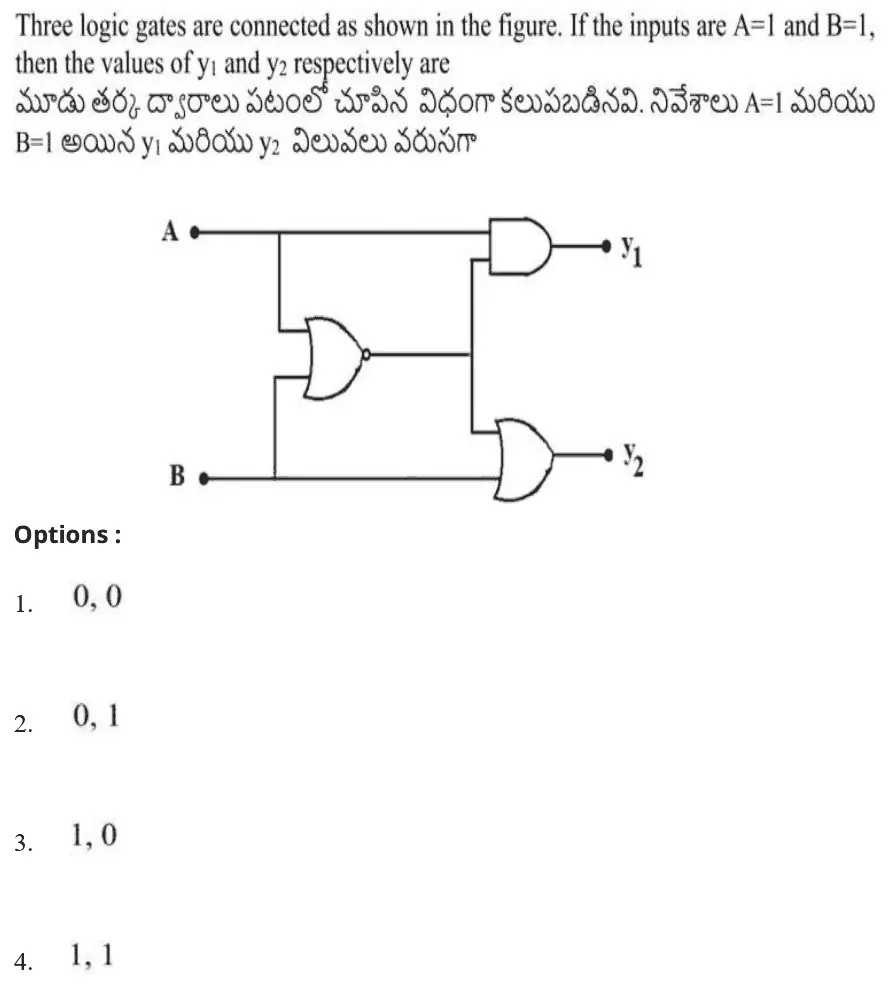 Three logic gates are connected as shown in the figure. If the inputs are A=1 and B=1,
then the values of y₁ and y₂ respectively are
మూడు తర్క ద్వారాలు పటంలో చూపిన విధంగా కలుపబడినవి. నివేశాలు A=1 మరియు
B=1 అయిన y₁ మరియు y₂ విలువలు వరుసగా
A
y₁
B
y₂
Options :
1. 0, 0
2. 0, 1
3. 1, 0
4. 1, 1